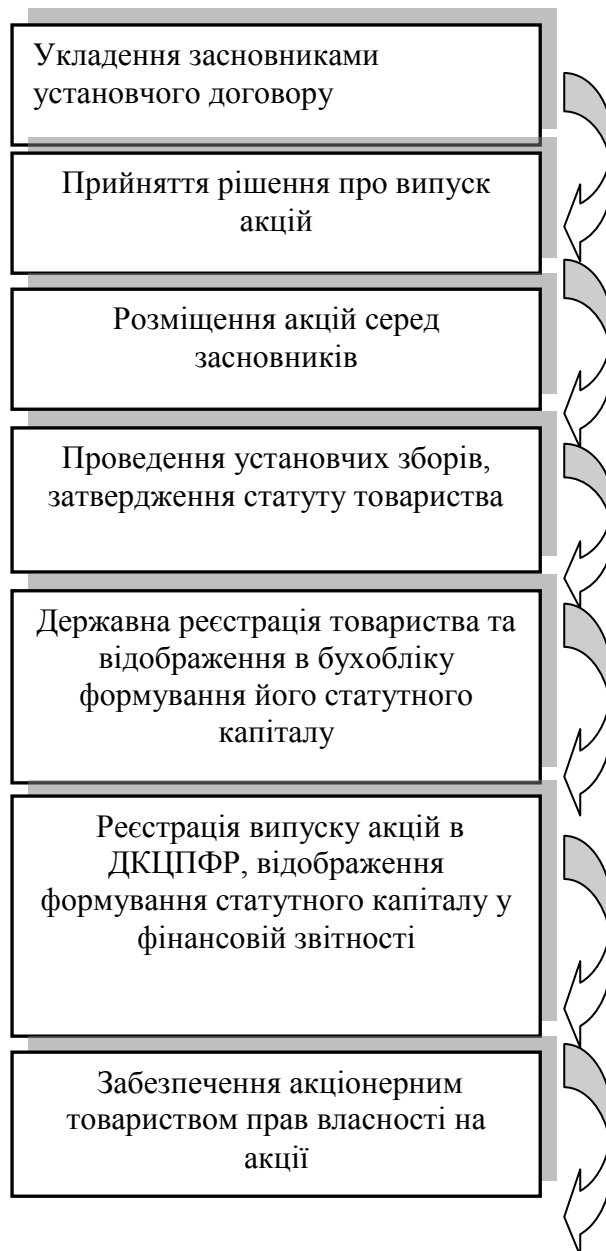 Укладення засновниками
установчого договору
Прийняття рішення про випуск
акцій
Розміщення акцій серед
засновників
Проведення установчих зборів,
затвердження статуту товариства
Державна реєстрація товариства та
відображення в бухобліку
формування його статутного
капіталу
Реєстрація випуску акцій в
ДКЦПФР, відображення
формування статутного капіталу у
фінансовій звітності
Забезпечення акціонерним
товариством прав власності на
акції